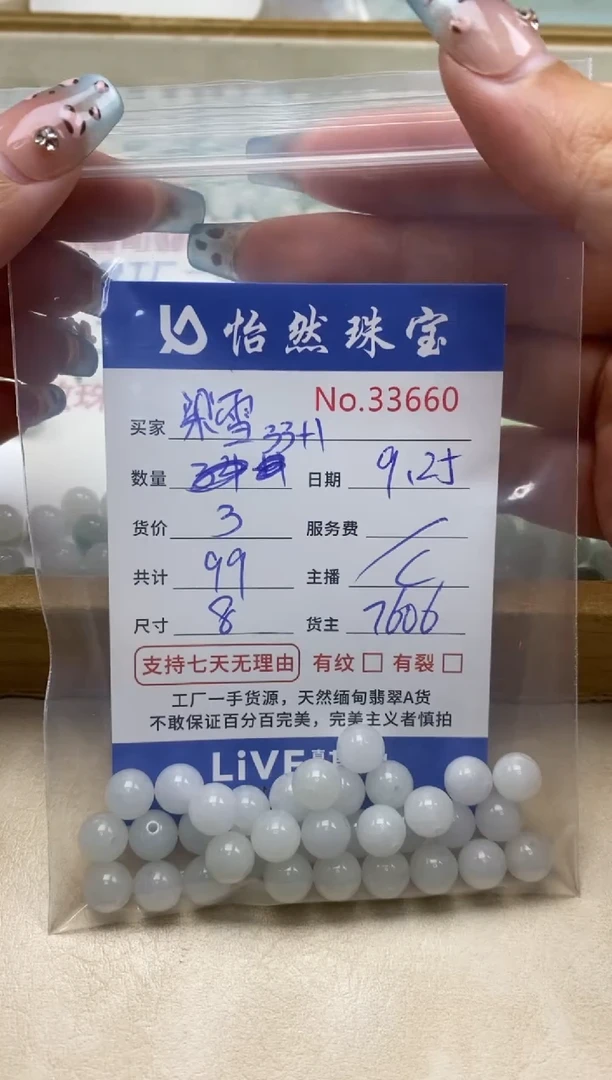 怡然珠宝
No.33660
买家 梁雪 33+1
数量 日期 9.25
货价 3 服务费 /
共计 99 主播 C
尺寸 8 货主 7606
支持七天无理由 有纹 □ 有裂 □
工厂一手货源，天然缅甸翡翠A货
不敢保证百分百完美，完美主义者慎拍
LiVE